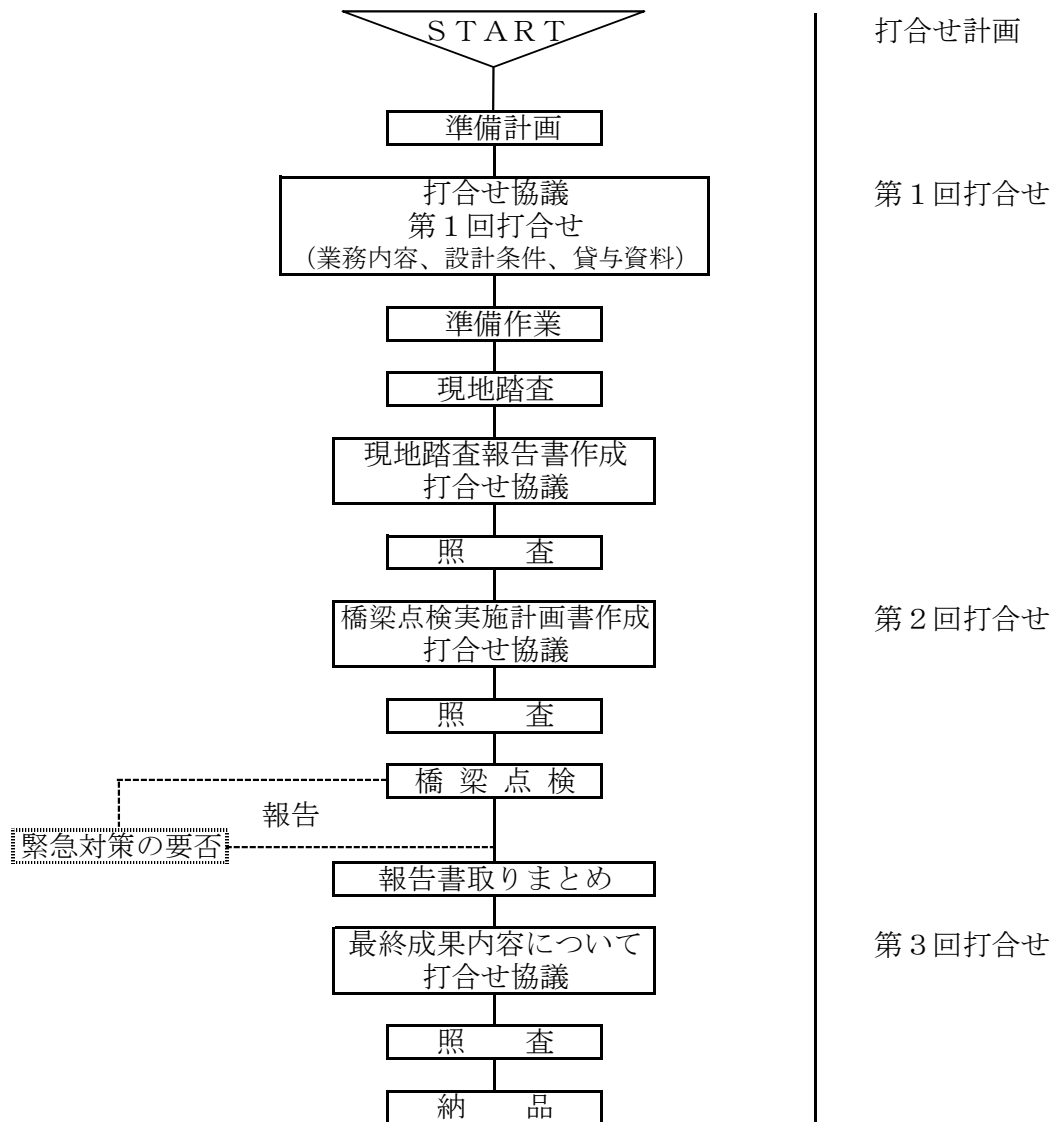 ＳＴＡＲＴ
打合せ計画
準備計画
打合せ協議
第１回打合せ
（業務内容、設計条件、貸与資料）
第１回打合せ
準備作業
現地踏査
現地踏査報告書作成
打合せ協議
照　　査
橋梁点検実施計画書作成
打合せ協議
第２回打合せ
照　　査
橋 梁 点 検
報告
緊急対策の要否
報告書取りまとめ
最終成果内容について
打合せ協議
第３回打合せ
照　　査
納　　品